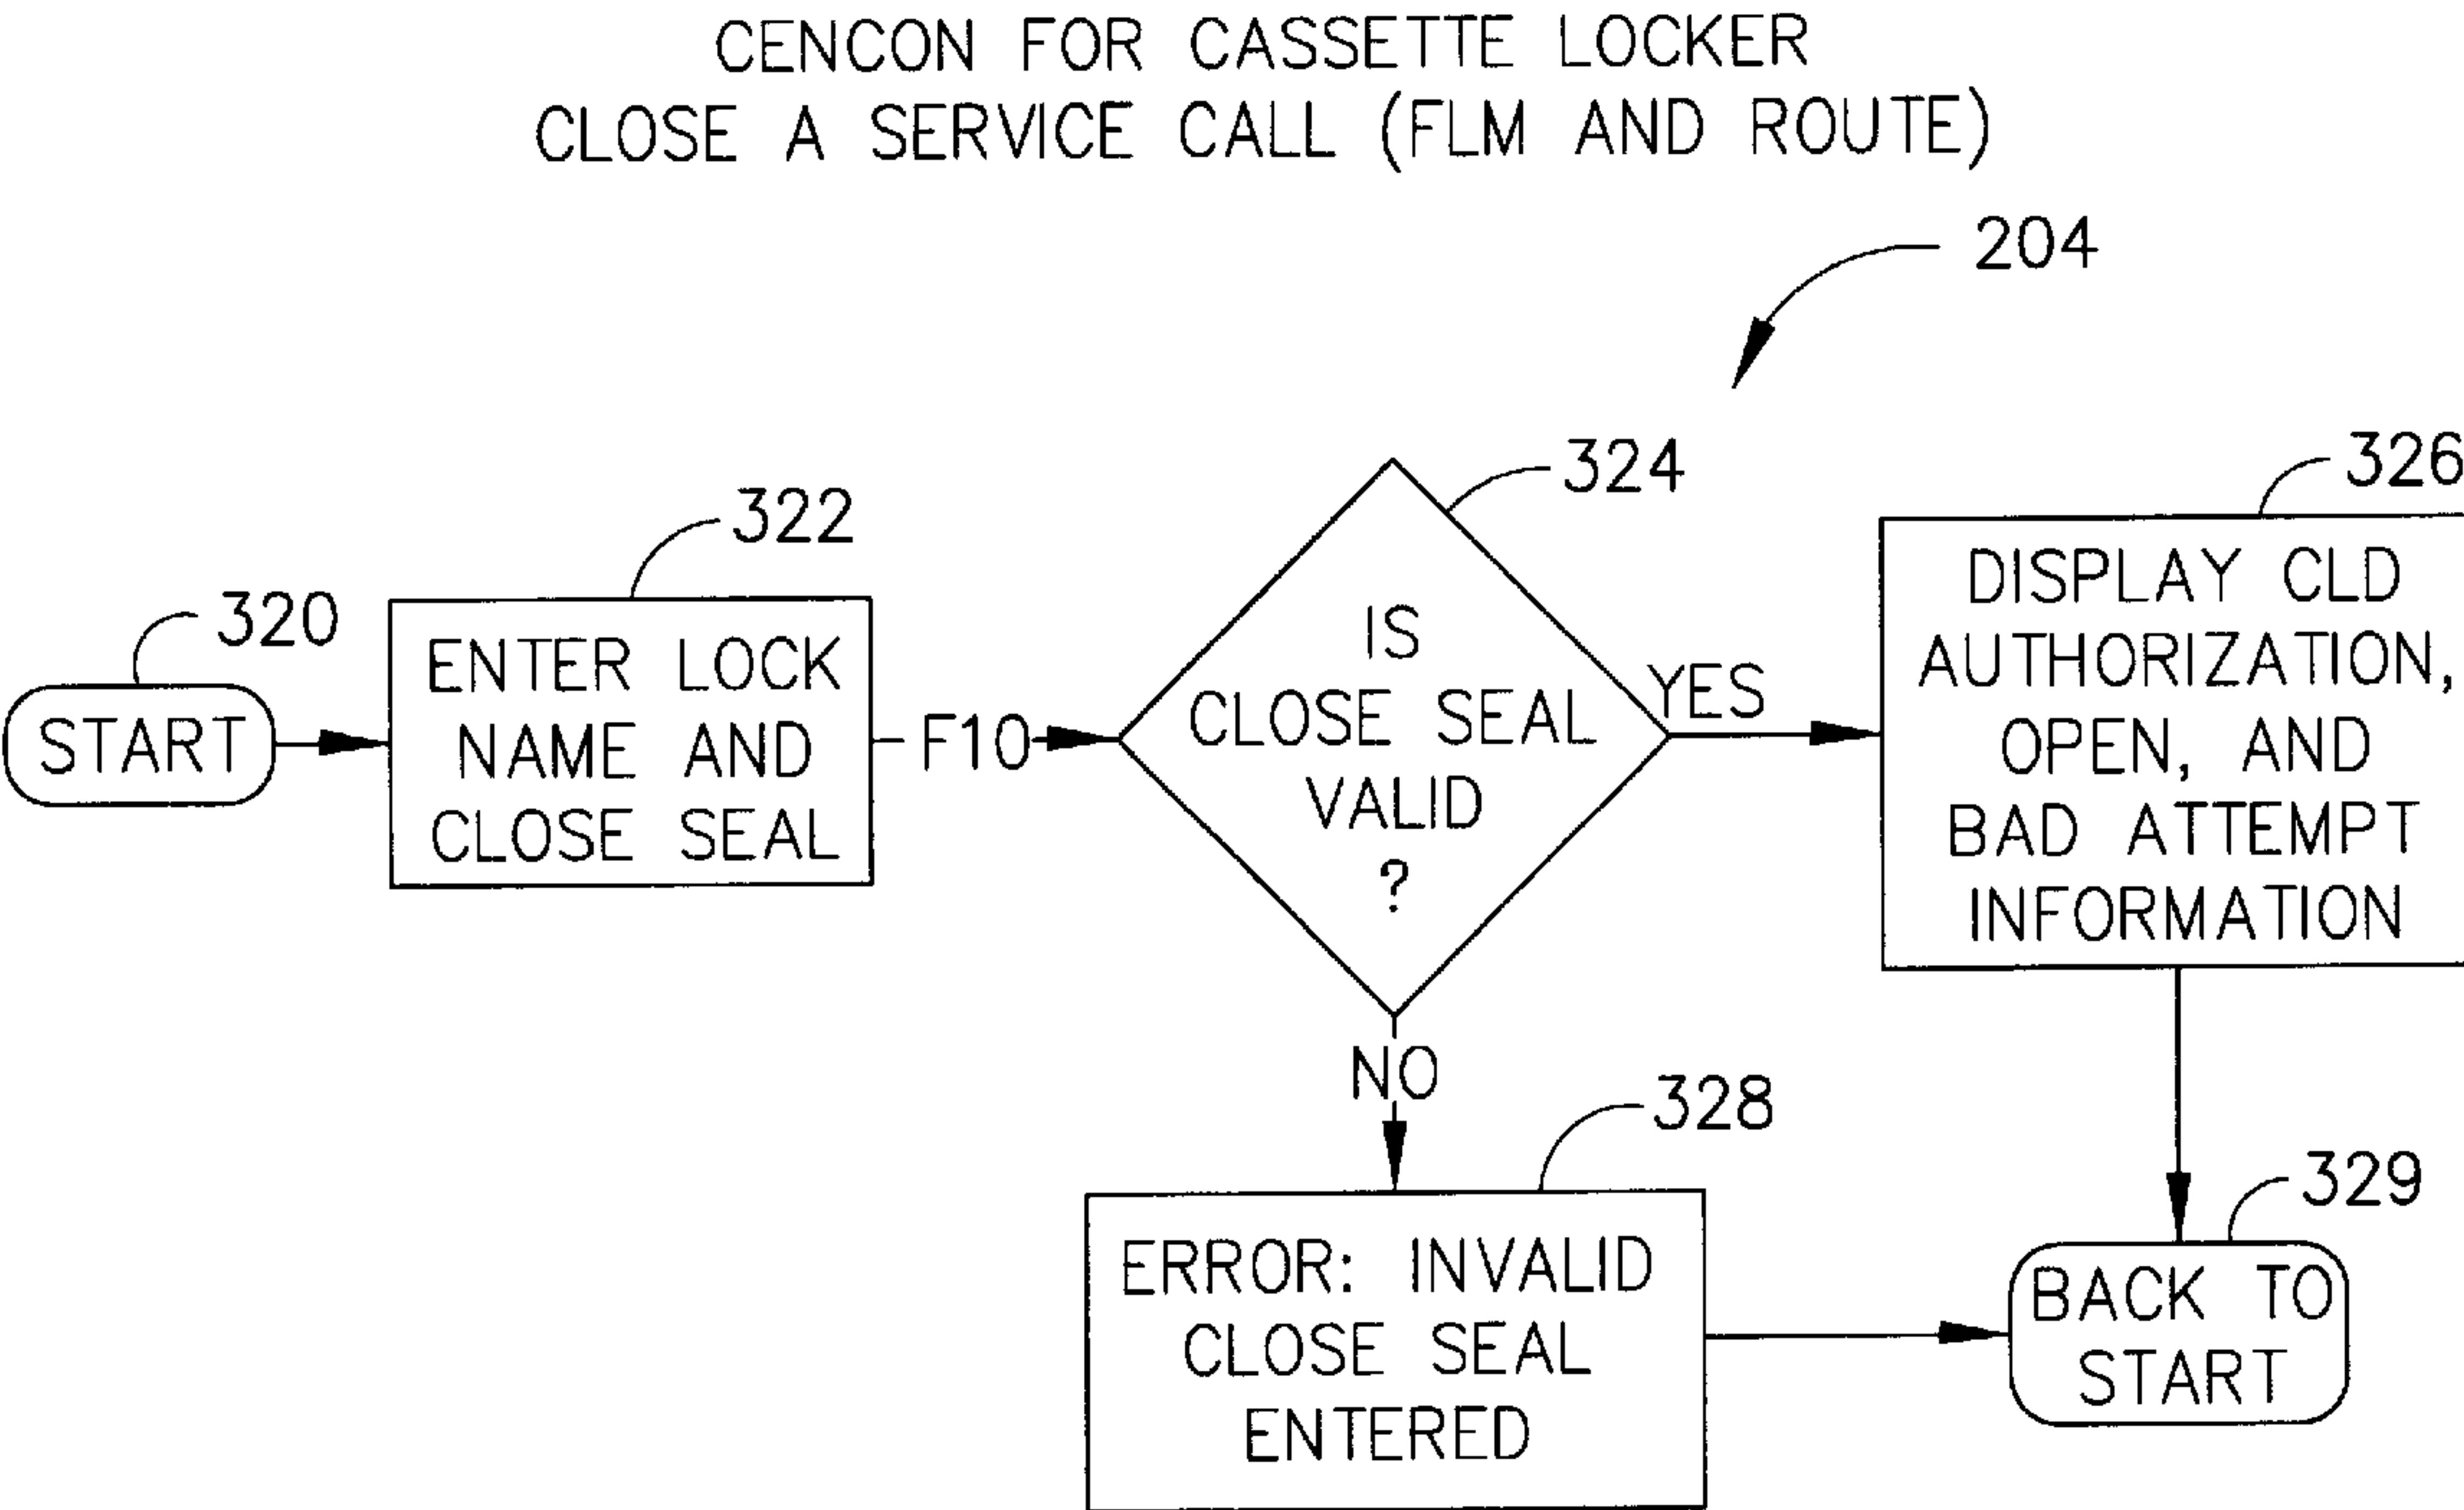 CENCON FOR CASSETTE LOCKER
CLOSE A SERVICE CALL (FLM AND ROUTE)
204
320
START
322
ENTER LOCK
NAME AND
CLOSE SEAL
F10
324
IS
CLOSE SEAL
VALID
?
YES
326
DISPLAY CLD
AUTHORIZATION,
OPEN, AND
BAD ATTEMPT
INFORMATION
NO
328
ERROR: INVALID
CLOSE SEAL
ENTERED
329
BACK TO
START